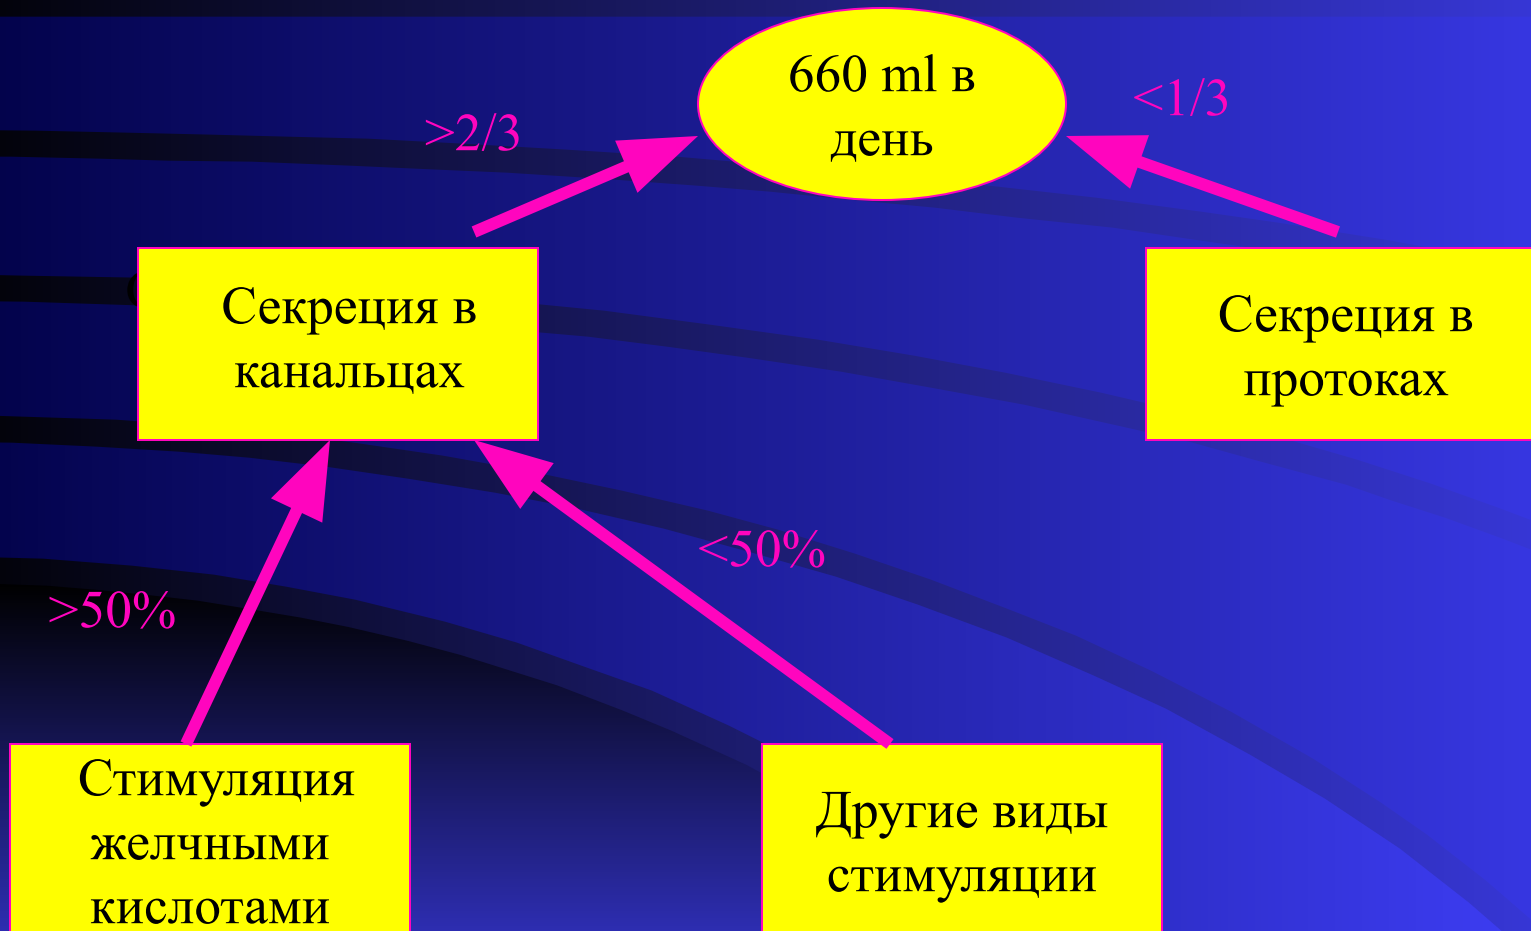 660 ml в
день
>2/3
<1/3
Секреция в
канальцах
Секреция в
протоках
>50%
<50%
Стимуляция
желчными
кислотами
Другие виды
стимуляции